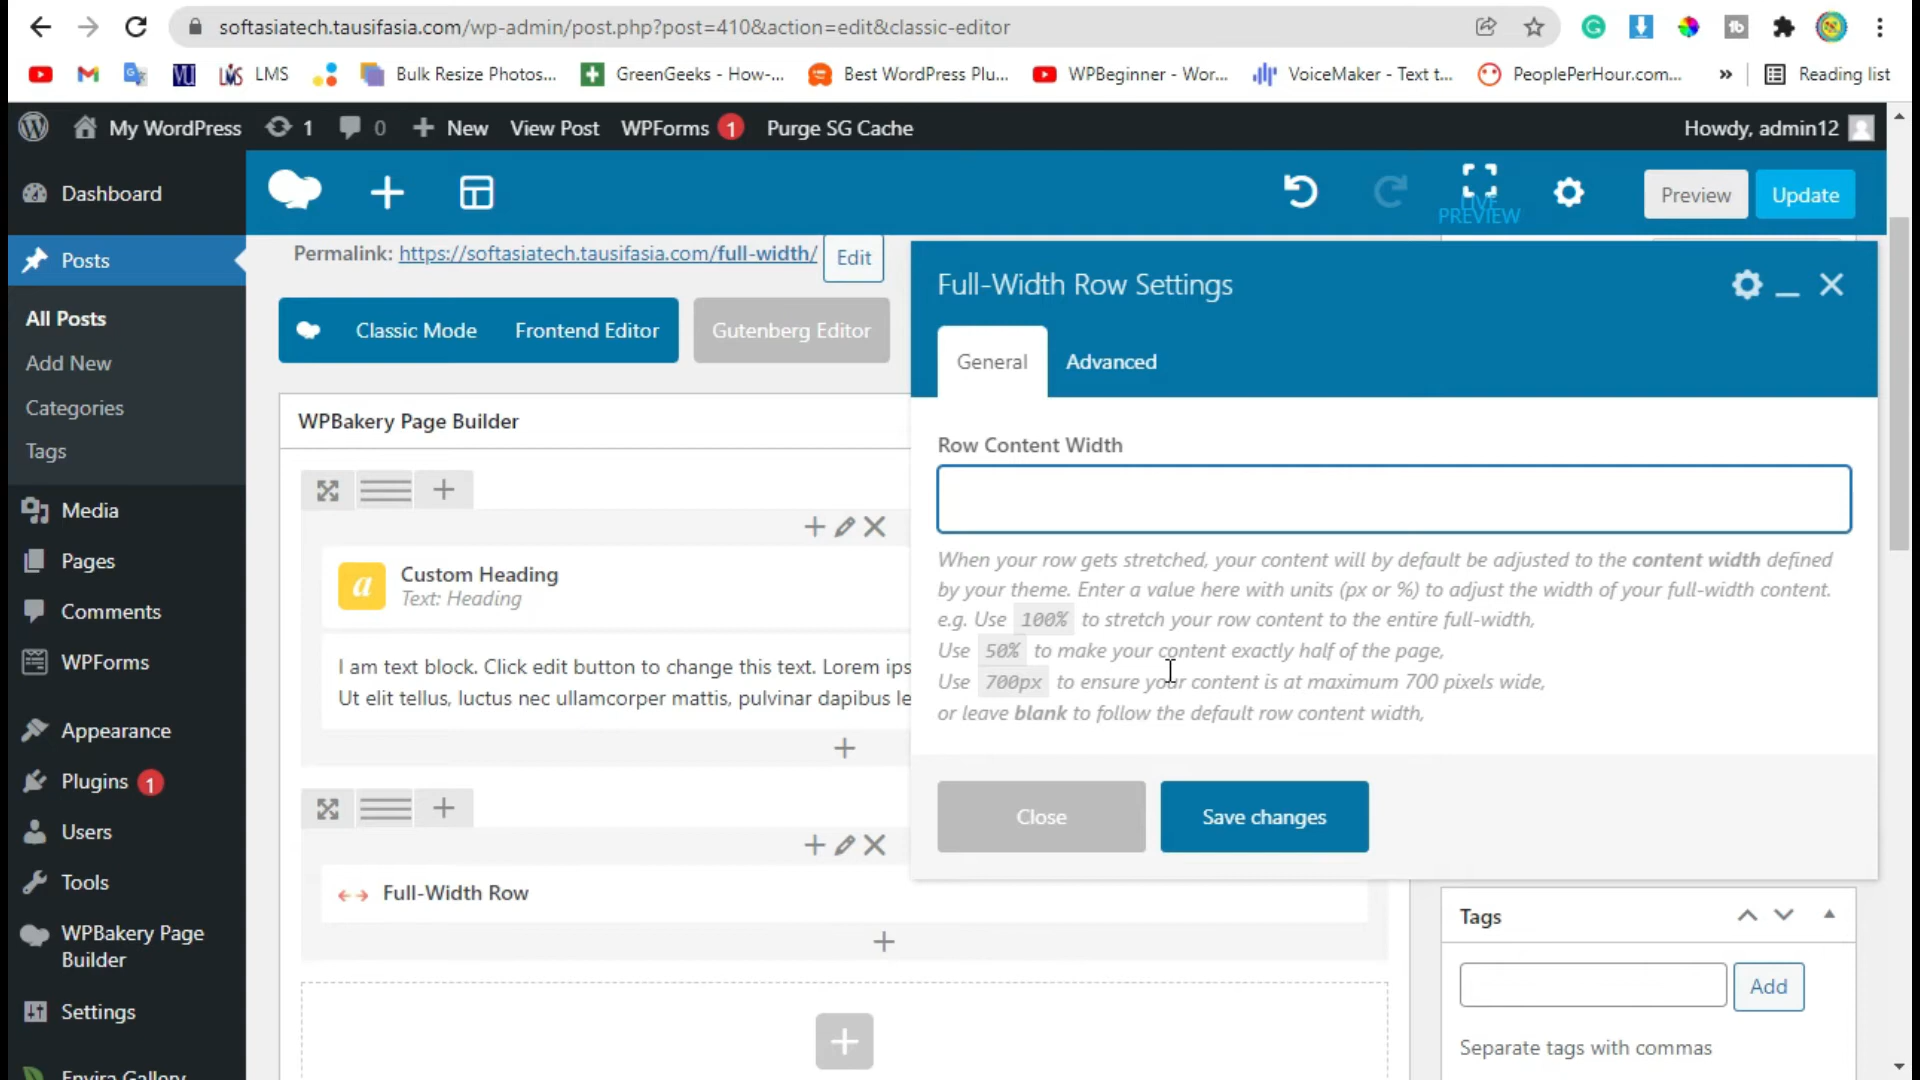 softasiatech.tausifasia.com/wp-admin/post.php?post=410&action=edit&classic-editor
LMS
Bulk Resize Photos...
GreenGeeks - How-...
Best WordPress Plu...
WPBeginner - Wor...
VoiceMaker - Text t...
PeoplePerHour.com...
»
Reading list
My WordPress
1
0
New
View Post
WPForms 1
Purge SG Cache
Howdy, admin12
Dashboard
Posts
All Posts
Add New
Categories
Tags
Media
Pages
Comments
WPForms
Appearance
Plugins 1
Users
Tools
WPBakery Page
Builder
Settings
Envira Gallery
LIVE
PREVIEW
Preview
Update
Permalink: https://softasiatech.tausifasia.com/full-width/
Edit
Classic Mode
Frontend Editor
Gutenberg Editor
WPBakery Page Builder
a
Custom Heading
Text: Heading
I am text block. Click edit button to change this text. Lorem ips
Ut elit tellus, luctus nec ullamcorper mattis, pulvinar dapibus le
Full-Width Row
Full-Width Row Settings
General
Advanced
Row Content Width
When your row gets stretched, your content will by default be adjusted to the content width defined
by your theme. Enter a value here with units (px or %) to adjust the width of your full-width content.
e.g. Use 100% to stretch your row content to the entire full-width,
Use 50% to make your content exactly half of the page,
Use 700px to ensure your content is at maximum 700 pixels wide,
or leave blank to follow the default row content width,
Close
Save changes
Tags
Add
Separate tags with commas